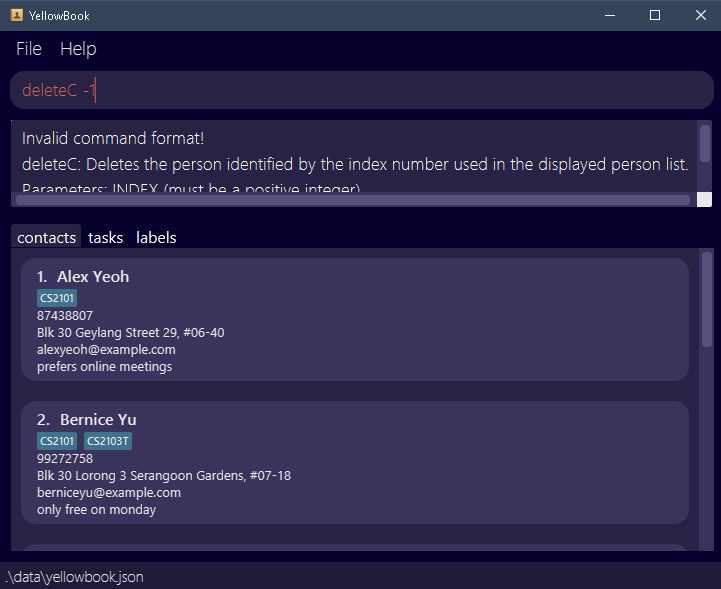 YellowBook
File Help
deleteC -1
Invalid command format!
deleteC: Deletes the person identified by the index number used in the displayed person list.
Parameters: INDEX (must be a positive integer)
contacts tasks labels
1. Alex Yeoh
CS2101
87438807
Blk 30 Geylang Street 29, #06-40
alexyeoh@example.com
prefers online meetings
2. Bernice Yu
CS2101 CS2103T
99272758
Blk 30 Lorong 3 Serangoon Gardens, #07-18
berniceyu@example.com
only free on monday
.\data\yellowbook.json